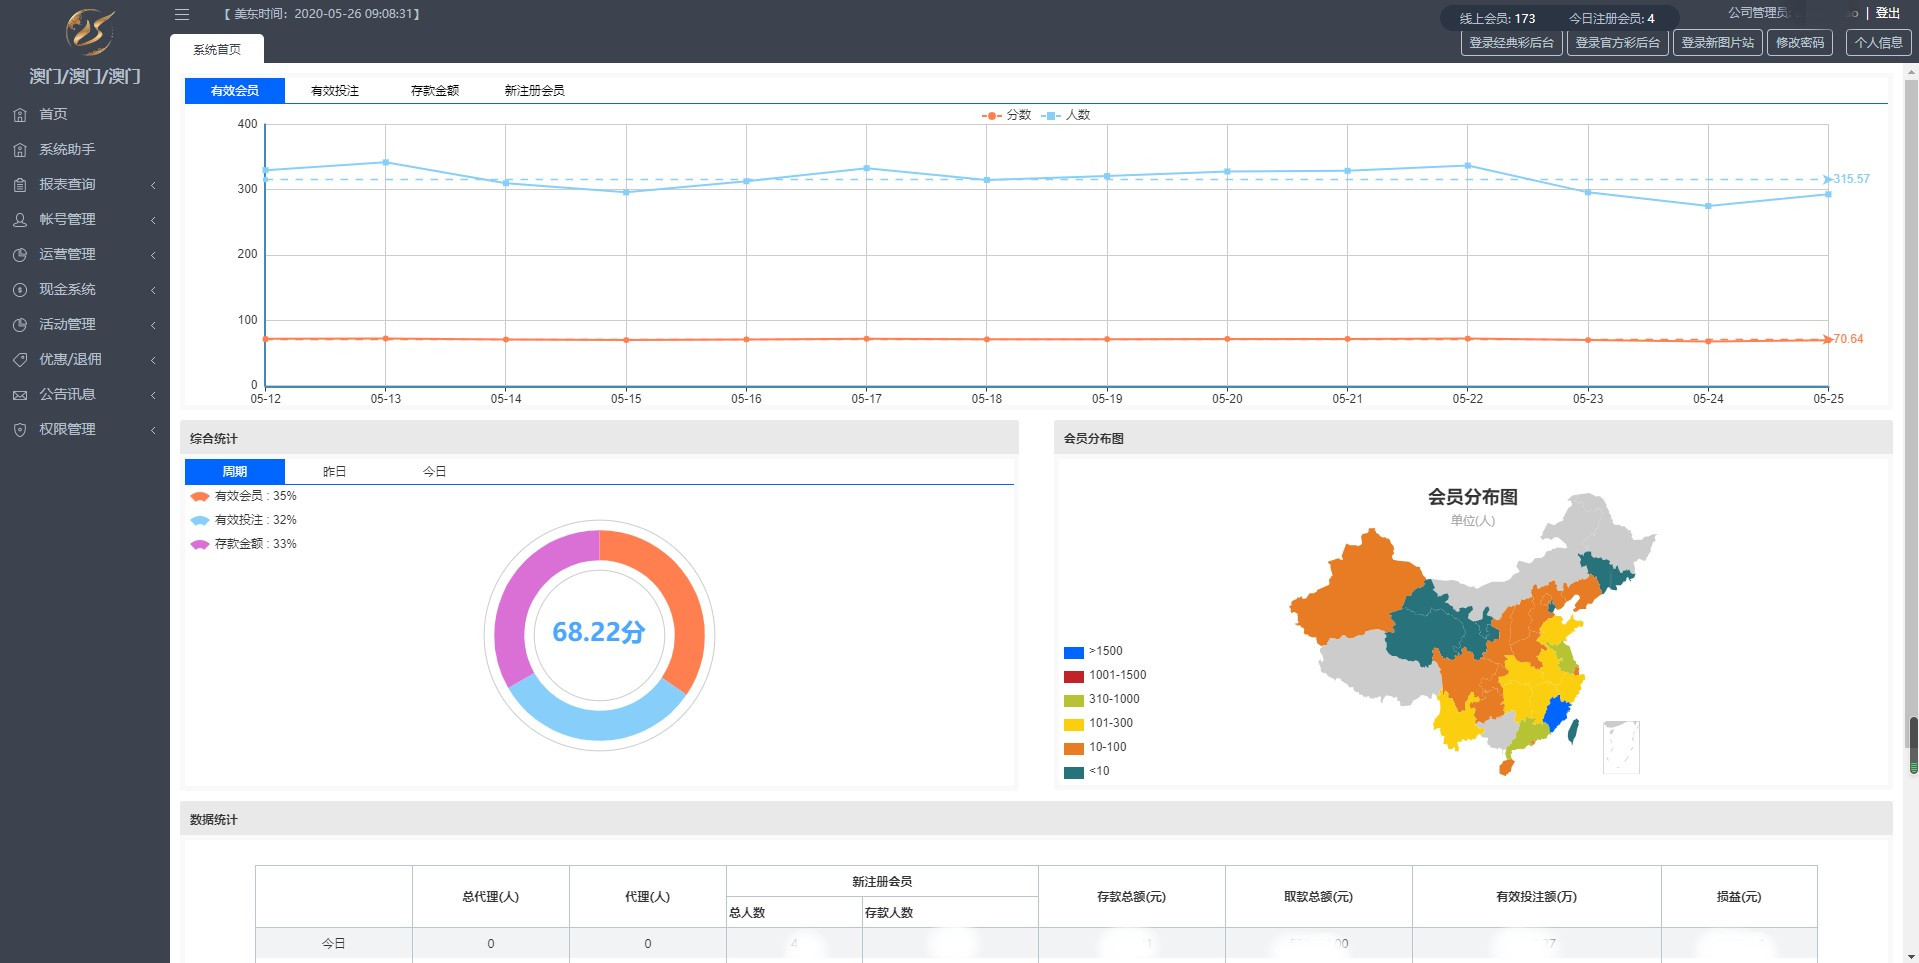 【 美东时间：2020-05-26 09:08:31】
线上会员: 173
今日注册会员: 4
公司管理员
| 登出
系统首页
登录经典彩后台
登录官方彩后台
登录新图片站
修改密码
个人信息
澳门/澳门/澳门
首页
系统助手
报表查询
帐号管理
运营管理
现金系统
活动管理
优惠/退佣
公告讯息
权限管理
有效会员
有效投注
存款金额
新注册会员
分数
人数
400
300
200
100
0
315.57
70.64
05-12
05-13
05-14
05-15
05-16
05-17
05-18
05-19
05-20
05-21
05-22
05-23
05-24
05-25
综合统计
周期
昨日
今日
有效会员 : 35%
有效投注 : 32%
存款金额 : 33%
68.22分
会员分布图
会员分布图
单位(人)
>1500
1001-1500
310-1000
101-300
10-100
<10
数据统计
总代理(人)
代理(人)
新注册会员
总人数
存款人数
存款总额(元)
取款总额(元)
有效投注额(万)
损益(元)
今日
0
0
4